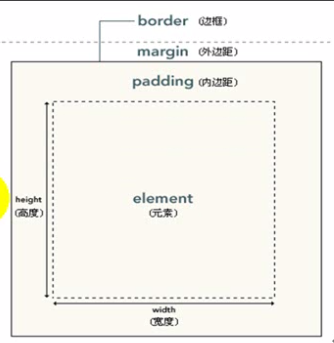 border (边框)
margin (外边距)
padding (内边距)
height
(高度)
element
(元素)
width
(宽度)